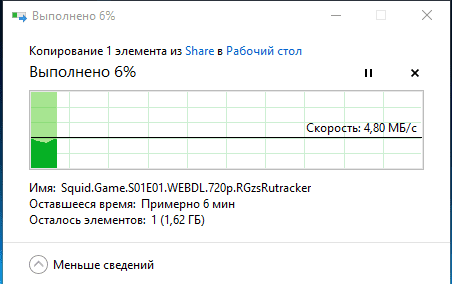 Выполнено 6%
Копирование 1 элемента из Share в Рабочий стол
Выполнено 6%
Скорость: 4,80 МБ/с
Имя: Squid.Game.S01E01.WEBDL.720p.RGzsRutracker
Оставшееся время: Примерно 6 мин
Осталось элементов: 1 (1,62 ГБ)
Меньше сведений